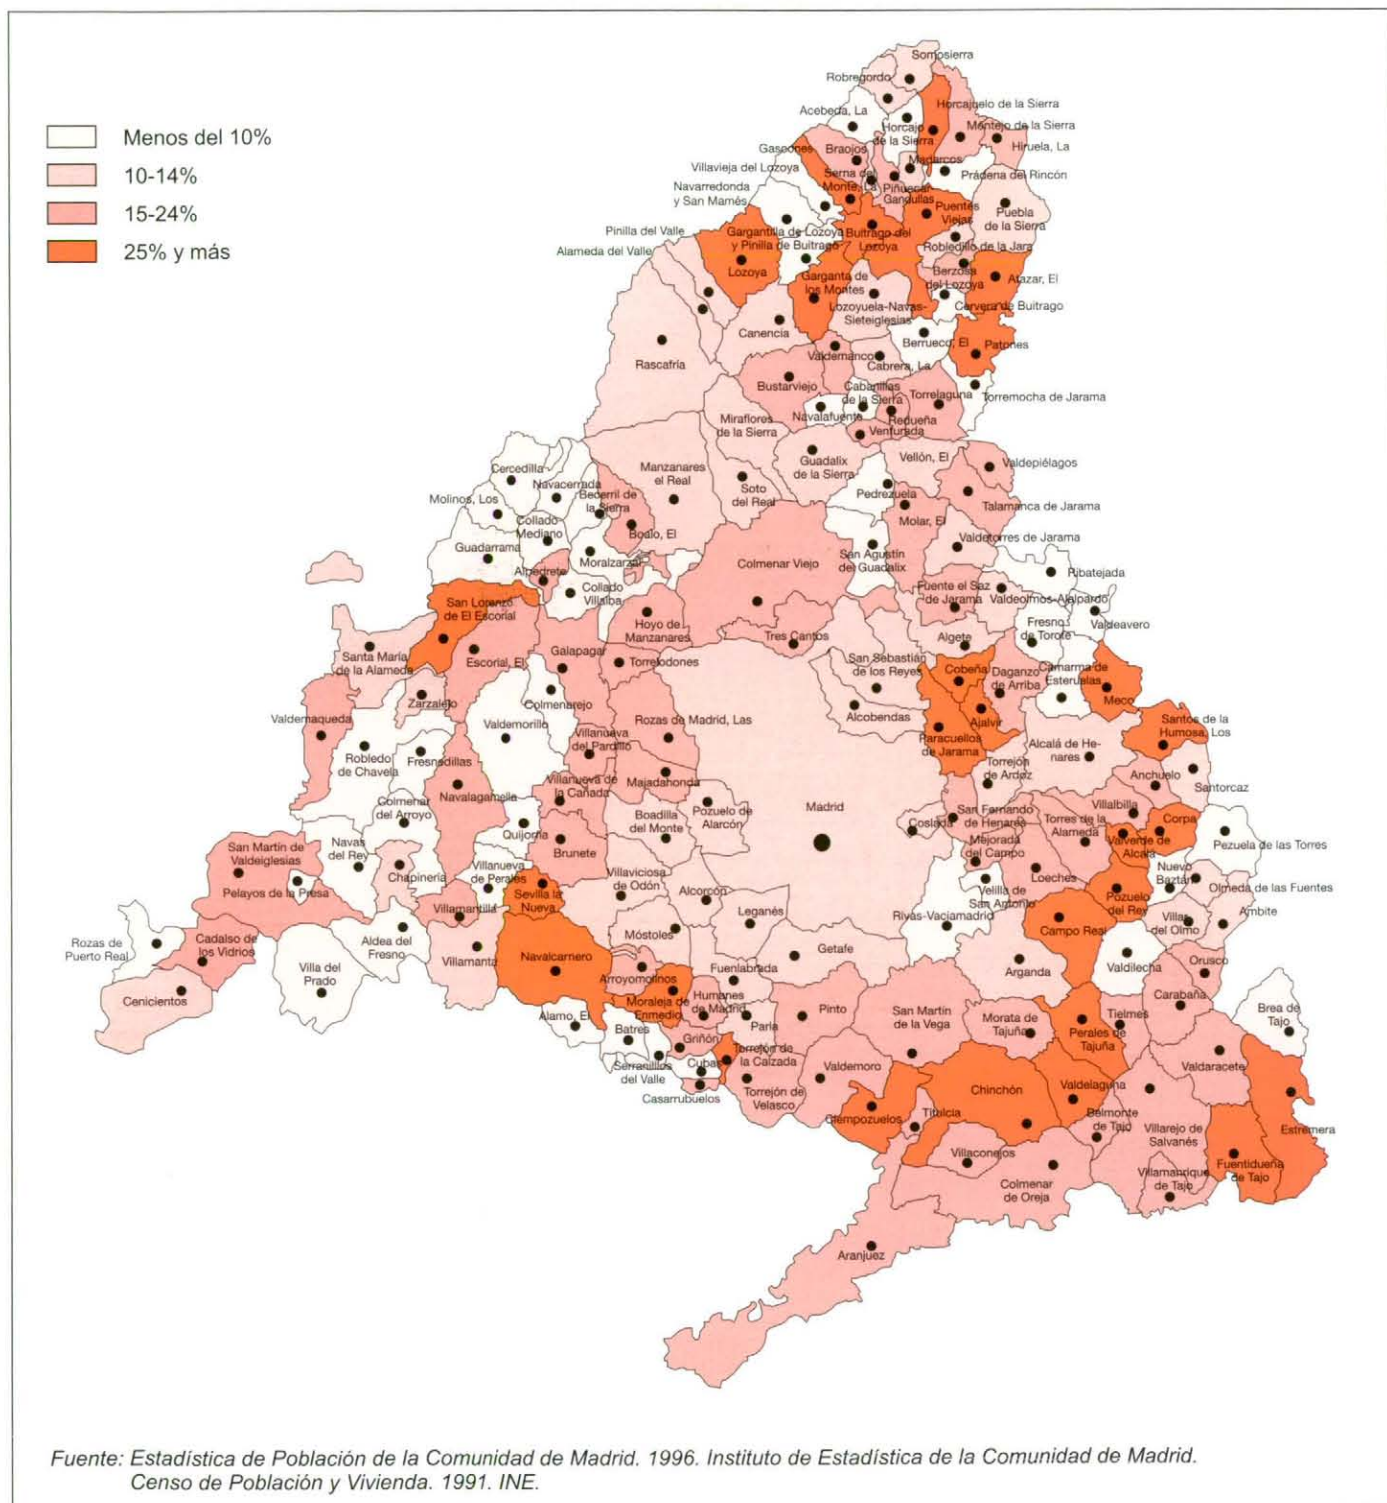 Menos del 10%
10-14%
15-24%
25% y más
Somosierra
Robregordo
Acebeda, La
Horcajuelo de la Sierra
Horcajo
de la Sierra
Montejo de la Sierra
Hiruela, La
Gascones
Braojos
Madarcos
Prádena del Rincón
Villavieja del Lozoya
Serna del
Monte, La
Piñuecar
Gandullas
Navarredonda
y San Mamés
Puentes
Viejas
Puebla
de la Sierra
Pinilla del Valle
Gargantilla de Lozoya
y Pinilla de Buitrago
Buitrago del
Lozoya
Robledillo de la Jara
Alameda del Valle
Lozoya
Garganta de
los Montes
Berzosa
del Lozoya
Atazar, El
Lozoyuela-Navas-
Sieteiglesias
Cervera de Buitrago
Canencia
Berrueco, El
Patones
Rascafría
Valdemanco
Cabrera, La
Bustarviejo
Cabanillas
de la Sierra
Torrelaguna
Torremocha de Jarama
Navalafuente
Redueña
Miraflores
de la Sierra
Venturada
Guadalix
de la Sierra
Vellón, El
Valdepiélagos
Cercedilla
Manzanares
el Real
Soto
del Real
Navacerrada
Becerril de
la Sierra
Pedrezuela
Talamanca de Jarama
Molinos, Los
Molar, El
Collado
Mediano
Boalo, El
Valdetorres de Jarama
Guadarrama
Moralzarzal
Colmenar Viejo
San Agustín
del Guadalix
Ribatejada
Alpedrete
Collado
Villalba
Fuente el Saz
de Jarama
Valdeolmos-Alalpardo
San Lorenzo
de El Escorial
Hoyo de
Manzanares
Fresno
de Torote
Valdeavero
Tres Cantos
Algete
Santa María
de la Alameda
Escorial, El
Galapagar
Torrelodones
San Sebastián
de los Reyes
Cobeña
Daganzo
de Arriba
Camarma de
Esteruelas
Meco
Zarzalejo
Colmenarejo
Alcobendas
Ajalvir
Valdemaqueda
Valdemorillo
Rozas de Madrid, Las
Santos de la
Humosa, Los
Villanueva
del Pardillo
Paracuellos
de Jarama
Alcalá de He-
nares
Robledo
de Chavela
Fresnedillas
Torrejón
de Ardoz
Majadahonda
Anchuelo
Navalagamella
Villanueva de
la Cañada
Santorcaz
Colmenar
del Arroyo
Boadilla
del Monte
Pozuelo de
Alarcón
Madrid
Coslada
San Fernando
de Henares
Torres de la
Alameda
Villalbilla
Corpa
Quijorna
San Martín de
Valdeiglesias
Navas
del Rey
Brunete
Mejorada
del Campo
Valverde de
Alcalá
Pezuela de las Torres
Chapinería
Villanueva
de Perales
Villaviciosa
de Odón
Alcorcón
Loeches
Nuevo
Baztán
Pelayos de la Presa
Sevilla la
Nueva
Velilla de
San Antonio
Pozuelo
del Rey
Olmeda de las Fuentes
Villamantilla
Leganés
Rivas-Vaciamadrid
Villar
del Olmo
Ambite
Rozas de
Puerto Real
Cadalso de
los Vidrios
Aldea del
Fresno
Móstoles
Campo Real
Villa del
Prado
Villamanta
Navalcarnero
Getafe
Valdilecha
Orusco
Arroyomolinos
Fuenlabrada
Arganda
Cenicientos
Moraleja de
Enmedio
Humanes
de Madrid
Carabaña
Brea de
Tajo
Alamo, El
Batres
Parla
Pinto
San Martín
de la Vega
Morata de
Tajuña
Tielmes
Perales de
Tajuña
Griñón
Serranillos
del Valle
Cubas
Torrejón de
la Calzada
Valdemoro
Valdaracete
Casarrubuelos
Torrejón de
Velasco
Chinchón
Valdelaguna
Ciempozuelos
Titulcia
Belmonte
de Tajo
Villarejo de
Salvanés
Estremera
Villaconejos
Fuentidueña
de Tajo
Villamanrique
de Tajo
Colmenar
de Oreja
Aranjuez
Fuente: Estadística de Población de la Comunidad de Madrid. 1996. Instituto de Estadística de la Comunidad de Madrid.
Censo de Población y Vivienda. 1991. INE.